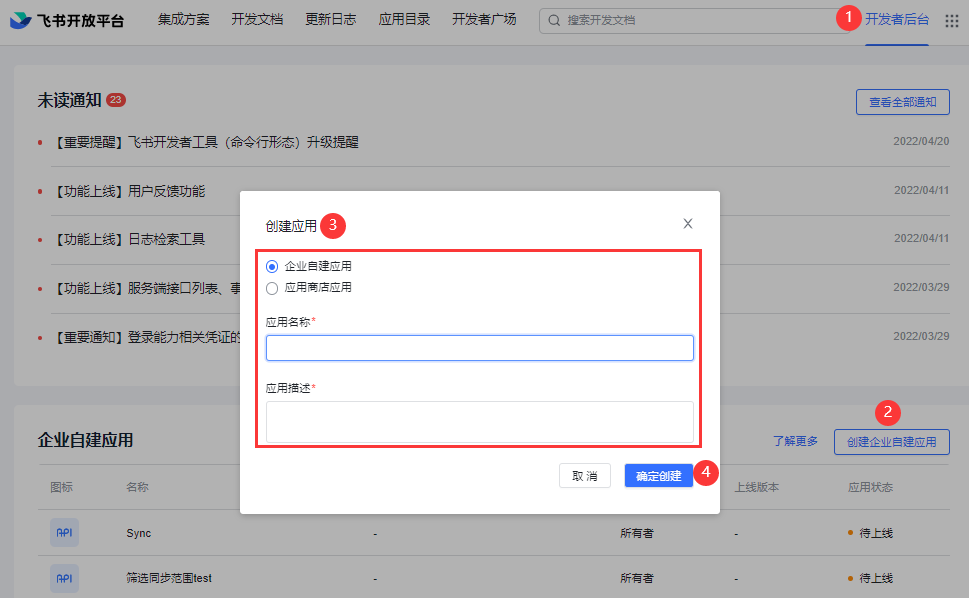 飞书开放平台 集成方案 开发文档 更新日志 应用目录 开发者广场 搜索开发文档 1 开发者后台
未读通知 23 查看全部通知
【重要提醒】飞书开发者工具（命令行形态）升级提醒 2022/04/20
【功能上线】用户反馈功能 2022/04/11
【功能上线】日志检索工具 2022/04/11
【功能上线】服务端接口列表、事 2022/03/29
【重要通知】登录能力相关凭证的 2022/03/29
创建应用 3
企业自建应用
应用商店应用
应用名称*
应用描述*
取消 确定创建 4
企业自建应用 了解更多 2 创建企业自建应用
图标 名称 上线版本 应用状态
API Sync - 所有者 - 待上线
API 筛选同步范围test - 所有者 - 待上线